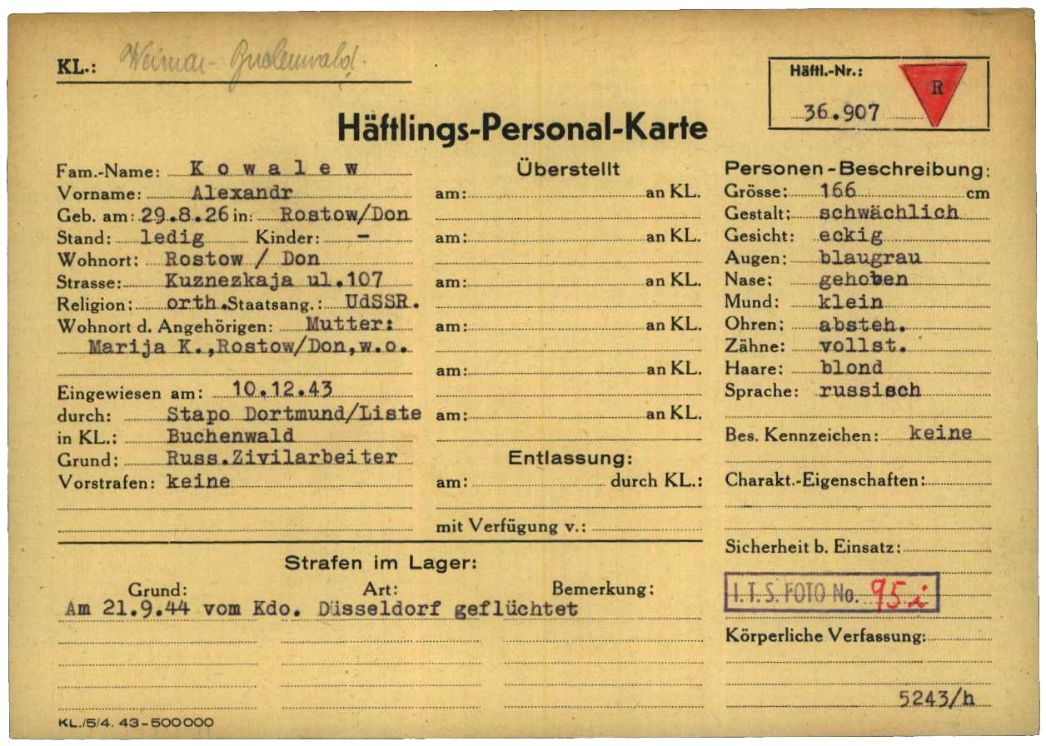 KL.: Weimar-Buchenwald.
Häftl.-Nr.:
R
36.907
Häftlings-Personal-Karte
Fam.-Name: Kowalew
Vorname: Alexandr
Geb. am: 29.8.26 in: Rostow/Don
Stand: ledig Kinder: -
Wohnort: Rostow / Don
Strasse: Kuznezkaja ul.107
Religion: orth. Staatsang.: UdSSR.
Wohnort d. Angehörigen: Mutter:
Marija K.,Rostow/Don,w.o.
Eingewiesen am: 10.12.43
durch: Stapo Dortmund/Liste
in KL.: Buchenwald
Grund: Russ.Zivilarbeiter
Vorstrafen: keine
Überstellt
am: an KL.
am: an KL.
am: an KL.
am: an KL.
am: an KL.
am: an KL.
Entlassung:
am: durch KL.:
mit Verfügung v.:
Personen-Beschreibung:
Grösse: 166 cm
Gestalt: schwächlich
Gesicht: eckig
Augen: blaugrau
Nase: gehoben
Mund: klein
Ohren: absteh.
Zähne: vollst.
Haare: blond
Sprache: russisch
Bes. Kennzeichen: keine
Charakt.-Eigenschaften:
Sicherheit b. Einsatz:
I.T.S. FOTO No. 95 i
Körperliche Verfassung:
5243/h
Strafen im Lager:
Grund: Art: Bemerkung:
Am 21.9.44 vom Kdo. Düsseldorf geflüchtet
KL./5/4. 43-500000